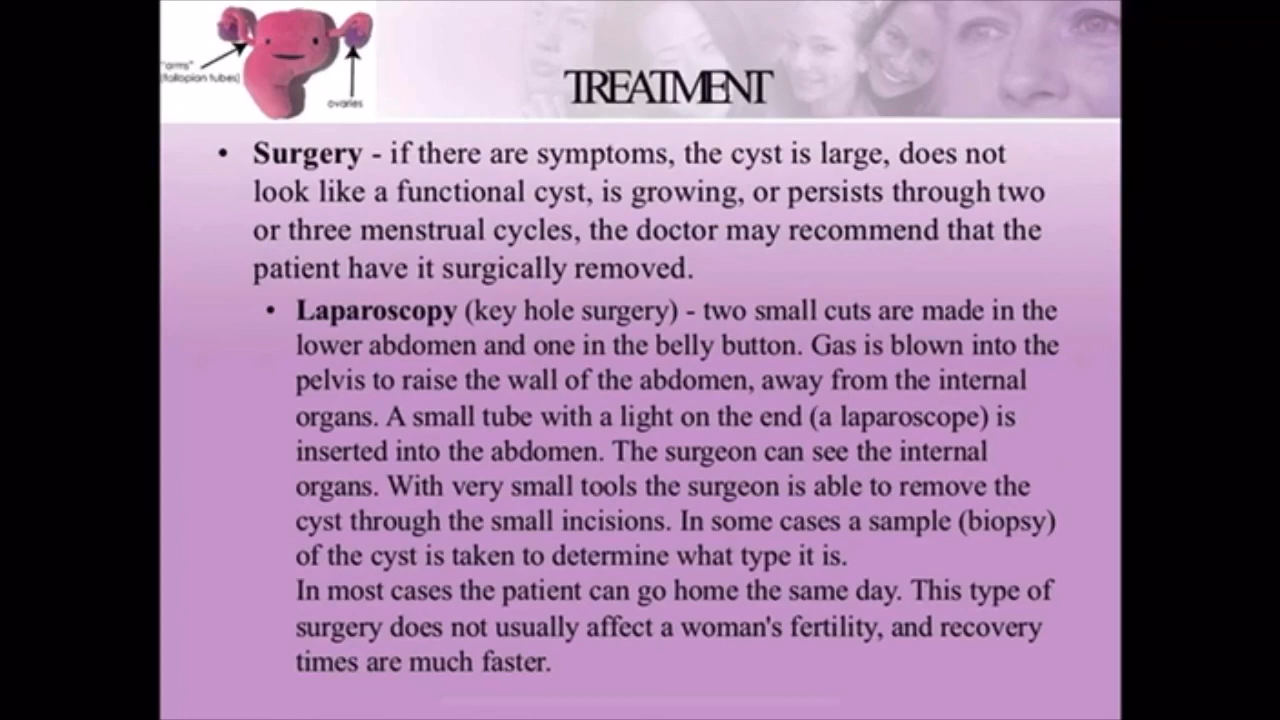 "arms"
(fallopian tubes)
ovaries
TREATMENT
• Surgery - if there are symptoms, the cyst is large, does not
look like a functional cyst, is growing, or persists through two
or three menstrual cycles, the doctor may recommend that the
patient have it surgically removed.
• Laparoscopy (key hole surgery) - two small cuts are made in the
lower abdomen and one in the belly button. Gas is blown into the
pelvis to raise the wall of the abdomen, away from the internal
organs. A small tube with a light on the end (a laparoscope) is
inserted into the abdomen. The surgeon can see the internal
organs. With very small tools the surgeon is able to remove the
cyst through the small incisions. In some cases a sample (biopsy)
of the cyst is taken to determine what type it is.
In most cases the patient can go home the same day. This type of
surgery does not usually affect a woman's fertility, and recovery
times are much faster.